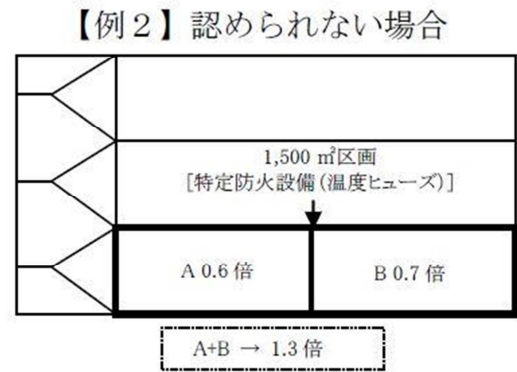 【例２】認められない場合
1,500 ㎡区画
[特定防火設備(温度ヒューズ)]
A 0.6 倍
B 0.7 倍
A+B → 1.3 倍